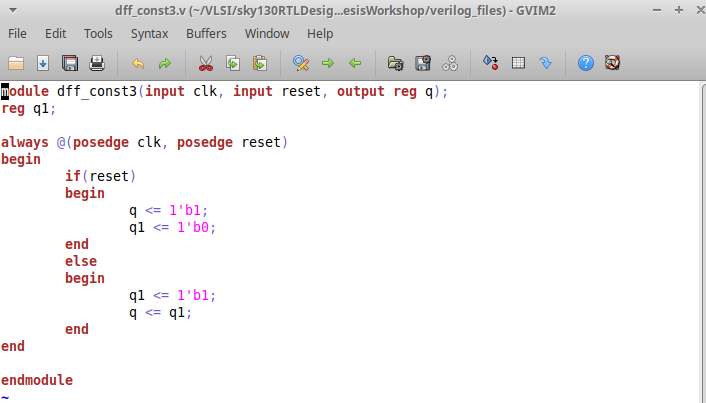 dff_const3.v (~/VLSI/sky130RTLDesig...esisWorkshop/verilog_files) - GVIM2
File Edit Tools Syntax Buffers Window Help
module dff_const3(input clk, input reset, output reg q);
reg q1;
always @(posedge clk, posedge reset)
begin
if(reset)
begin
q <= 1'b1;
q1 <= 1'b0;
end
else
begin
q1 <= 1'b1;
q <= q1;
end
end
endmodule
~